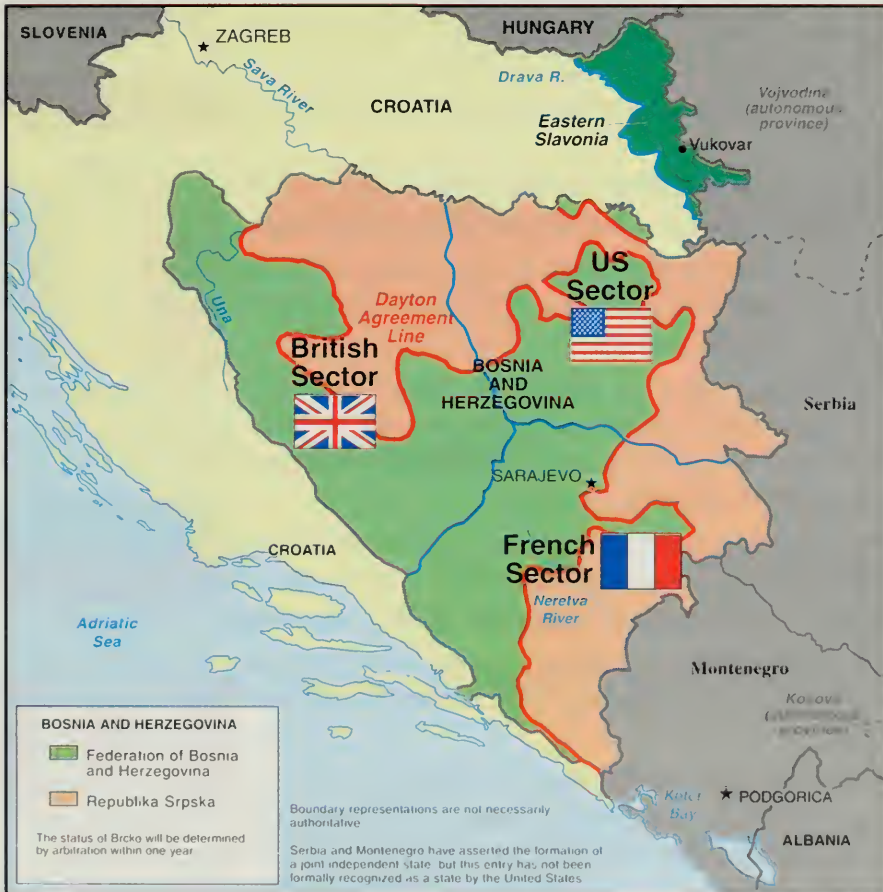 SLOVENIA
ZAGREB
HUNGARY
Sava River
Drava R.
Vojvodina
(autonomous
province)
CROATIA
Eastern
Slavonia
Vukovar
US
Sector
Una
Dayton
Agreement
Line
British
Sector
BOSNIA
AND
HERZEGOVINA
Serbia
SARAJEVO
CROATIA
French
Sector
Neretva
River
Adriatic
Sea
Montenegro
Kosovo
(autonomous
province)
BOSNIA AND HERZEGOVINA
Federation of Bosnia
and Herzegovina
Republika Srpska
The status of Brcko will be determined
by arbitration within one year
Boundary representations are not necessarily
authoritative
Serbia and Montenegro have asserted the formation of
a joint independent state, but this entry has not been
formally recognized as a state by the United States
Kotor
Bay
PODGORICA
ALBANIA